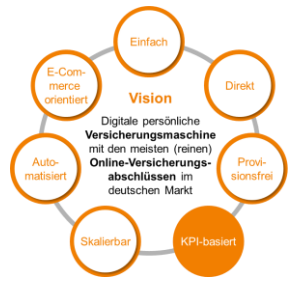 Einfach
E-Com-
merce
orientiert
Direkt
Vision
Digitale persönliche
Versicherungsmaschine
mit den meisten (reinen)
Online-Versicherungs-
abschlüssen im
deutschen Markt
Auto-
matisiert
Provi-
sionsfrei
Skalierbar
KPI-basiert